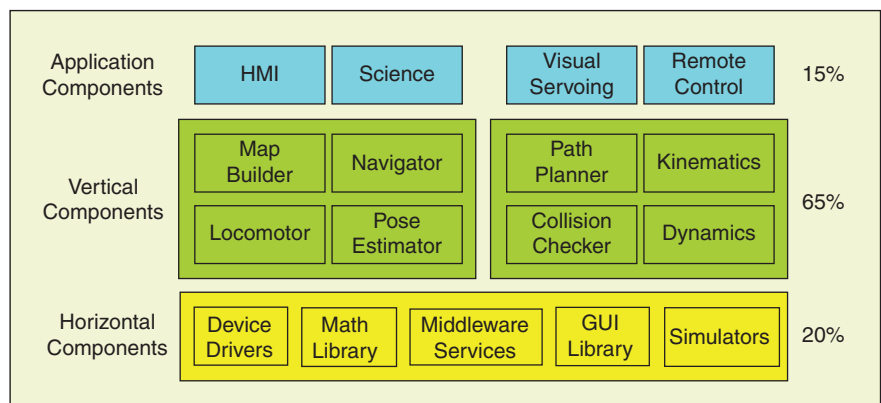 Application
Components
HMI
Science
Visual
Servoing
Remote
Control
15%
Vertical
Components
Map
Builder
Navigator
Path
Planner
Kinematics
Locomotor
Pose
Estimator
Collision
Checker
Dynamics
65%
Horizontal
Components
Device
Drivers
Math
Library
Middleware
Services
GUI
Library
Simulators
20%